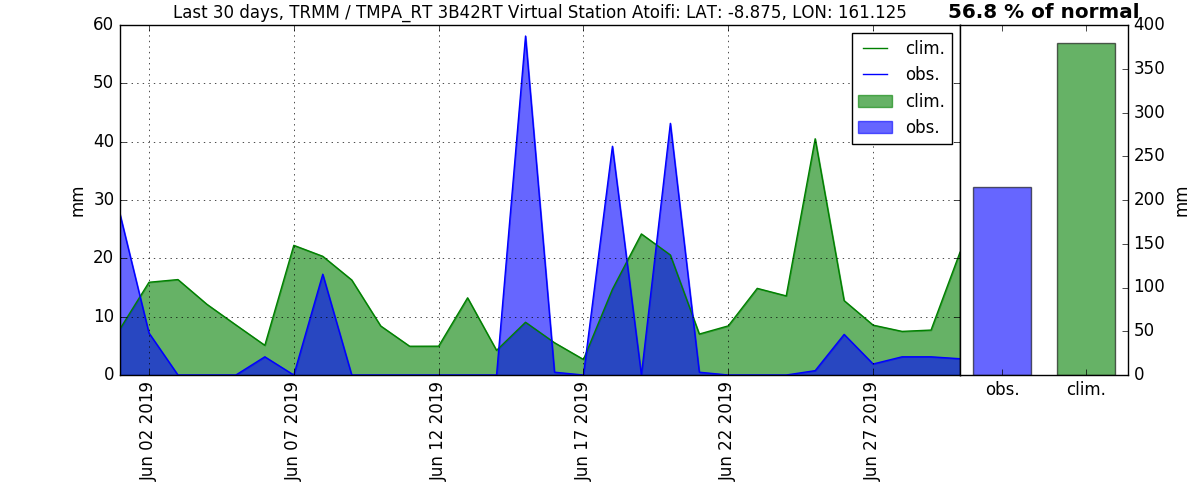 Last 30 days, TRMM / TMPA_RT 3B42RT Virtual Station Atoifi: LAT: -8.875, LON: 161.125
56.8 % of normal
60
50
40
30
20
10
0
mm
clim.
obs.
clim.
obs.
400
350
300
250
200
150
100
50
0
mm
Jun 02 2019
Jun 07 2019
Jun 12 2019
Jun 17 2019
Jun 22 2019
Jun 27 2019
obs.
clim.